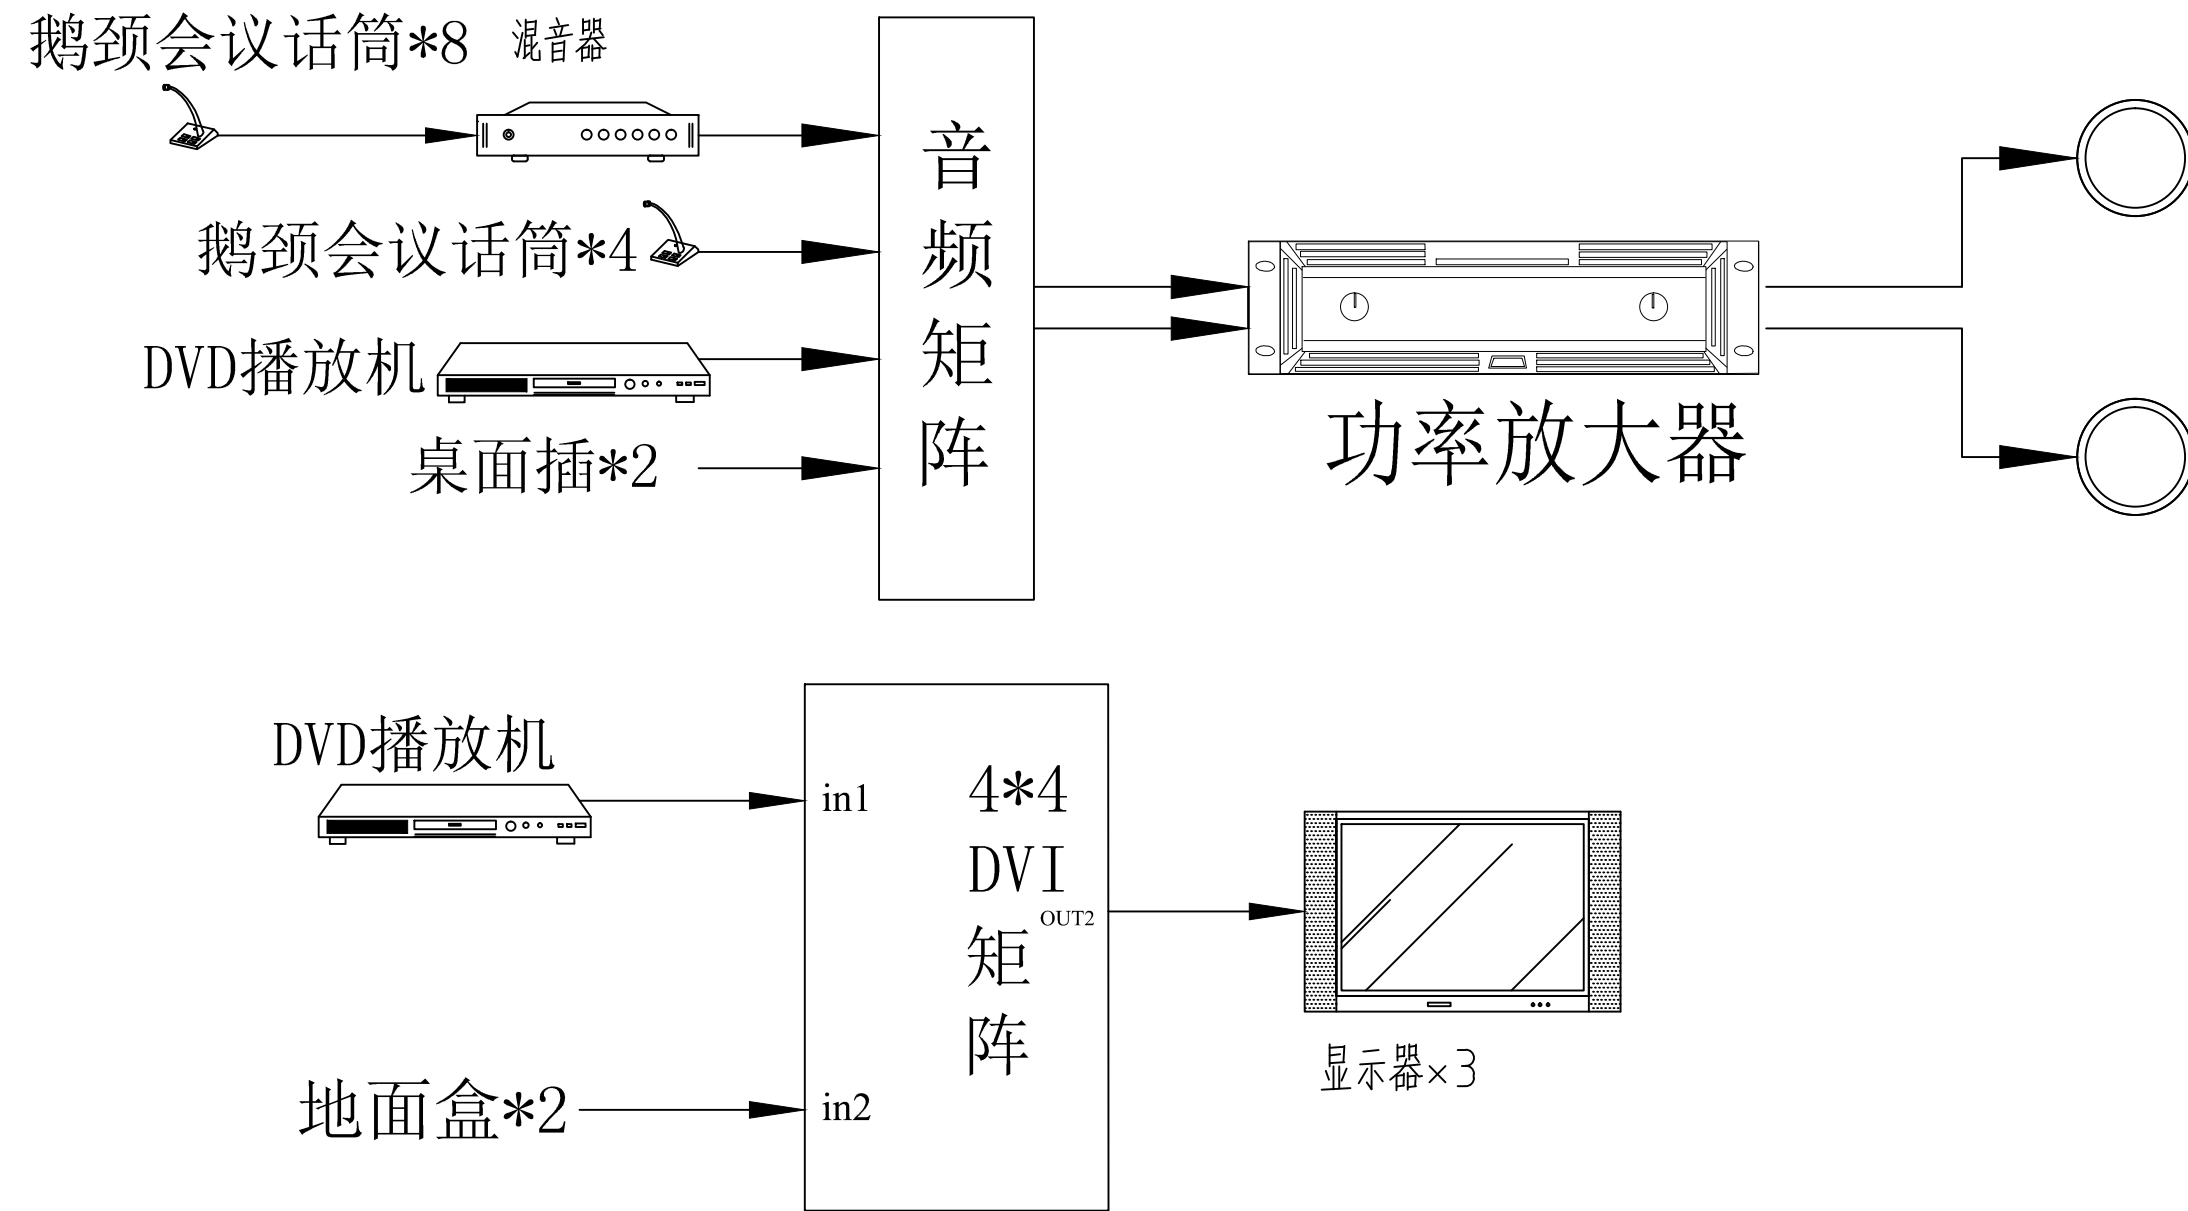 鹅颈会议话筒*8
混音器
鹅颈会议话筒*4
DVD播放机
桌面插*2
音
频
矩
阵
功率放大器
DVD播放机
in1
地面盒*2
in2
4*4
DVI
矩
阵
OUT2
显示器×3